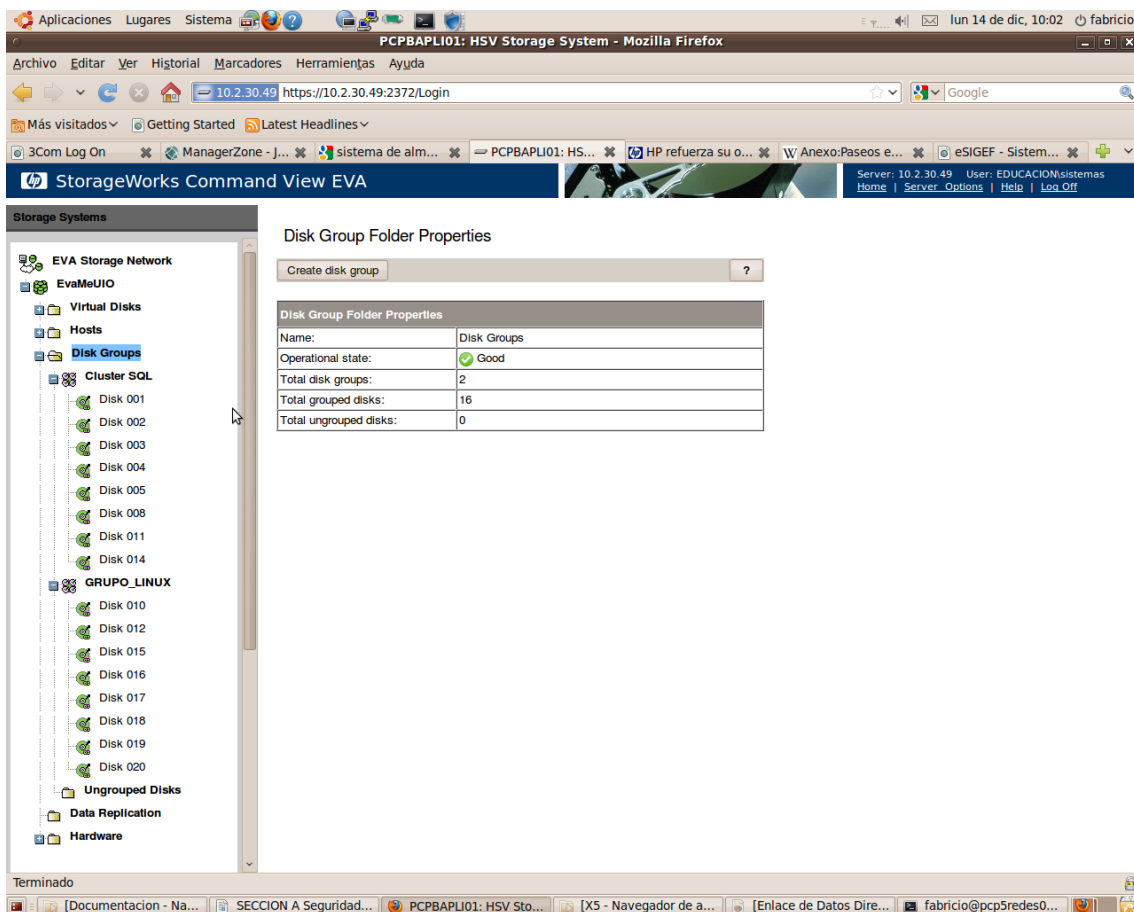 Aplicaciones Lugares Sistema lun 14 de dic, 10:02 fabricio
PCPBAPLI01: HSV Storage System - Mozilla Firefox
Archivo Editar Ver Historial Marcadores Herramientas Ayuda
10.2.30.49 https://10.2.30.49:2372/Login Google
Más visitados Getting Started Latest Headlines
3Com Log On ManagerZone - J... sistema de alm... PCPBAPLI01: HS... HP refuerza su o... Anexo:Paseos e... eSIGEF - Sistem...
hp StorageWorks Command View EVA
Server: 10.2.30.49 User: EDUCACION\sistemas
Home | Server Options | Help | Log Off
Storage Systems
EVA Storage Network
EvaMeUIO
Virtual Disks
Hosts
Disk Groups
Cluster SQL
Disk 001
Disk 002
Disk 003
Disk 004
Disk 005
Disk 008
Disk 011
Disk 014
GRUPO_LINUX
Disk 010
Disk 012
Disk 015
Disk 016
Disk 017
Disk 018
Disk 019
Disk 020
Ungrouped Disks
Data Replication
Hardware
Disk Group Folder Properties
Create disk group ?
Disk Group Folder Properties
Name: Disk Groups
Operational state: Good
Total disk groups: 2
Total grouped disks: 16
Total ungrouped disks: 0
Terminado
[Documentacion - Na... SECCION A Seguridad... PCPBAPLI01: HSV Sto... [X5 - Navegador de a... [Enlace de Datos Dire... fabricio@pcp5redes0...